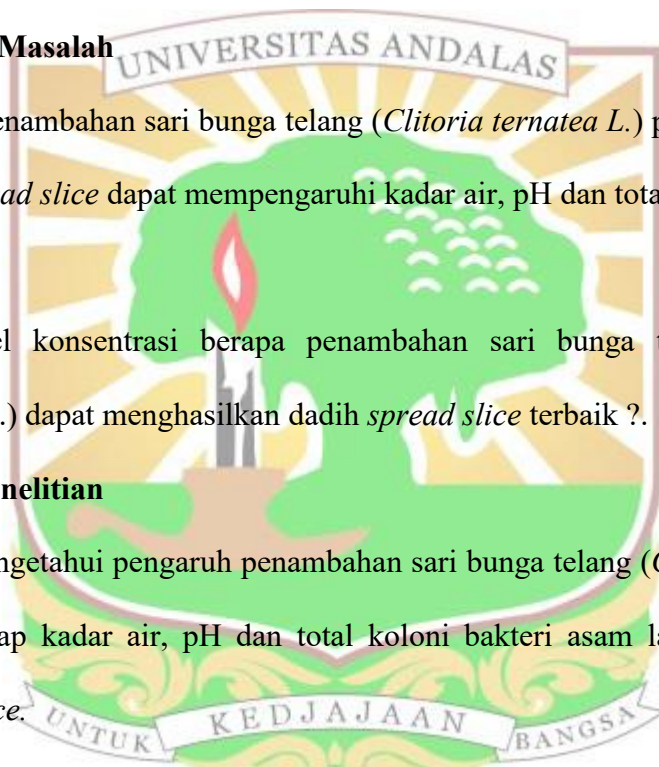 Masalah
UNIVERSITAS ANDALAS
enambahan sari bunga telang (Clitoria ternatea L.) p
ad slice dapat mempengaruhi kadar air, pH dan tota
el konsentrasi berapa penambahan sari bunga t
.) dapat menghasilkan dadih spread slice terbaik ?.
nelitian
ngetahui pengaruh penambahan sari bunga telang (C
ap kadar air, pH dan total koloni bakteri asam la
ce.
UNTUK KEDJAJAAN BANGSA